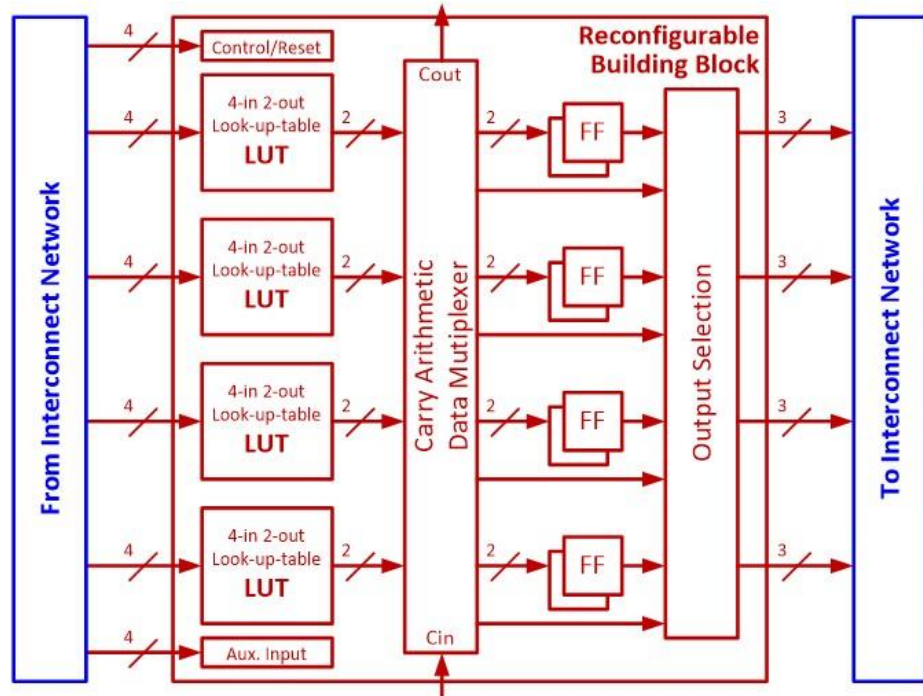 From Interconnect Network
4
Control/Reset
4
4-in 2-out
Look-up-table
LUT
2
4
4-in 2-out
Look-up-table
LUT
2
4
4-in 2-out
Look-up-table
LUT
2
4
4-in 2-out
Look-up-table
LUT
2
4
Aux. Input
Cout
Carry Arithmetic
Data Mutiplexer
Cin
Reconfigurable
Building Block
2
FF
2
FF
2
FF
2
FF
Output Selection
3
3
3
3
To Interconnect Network